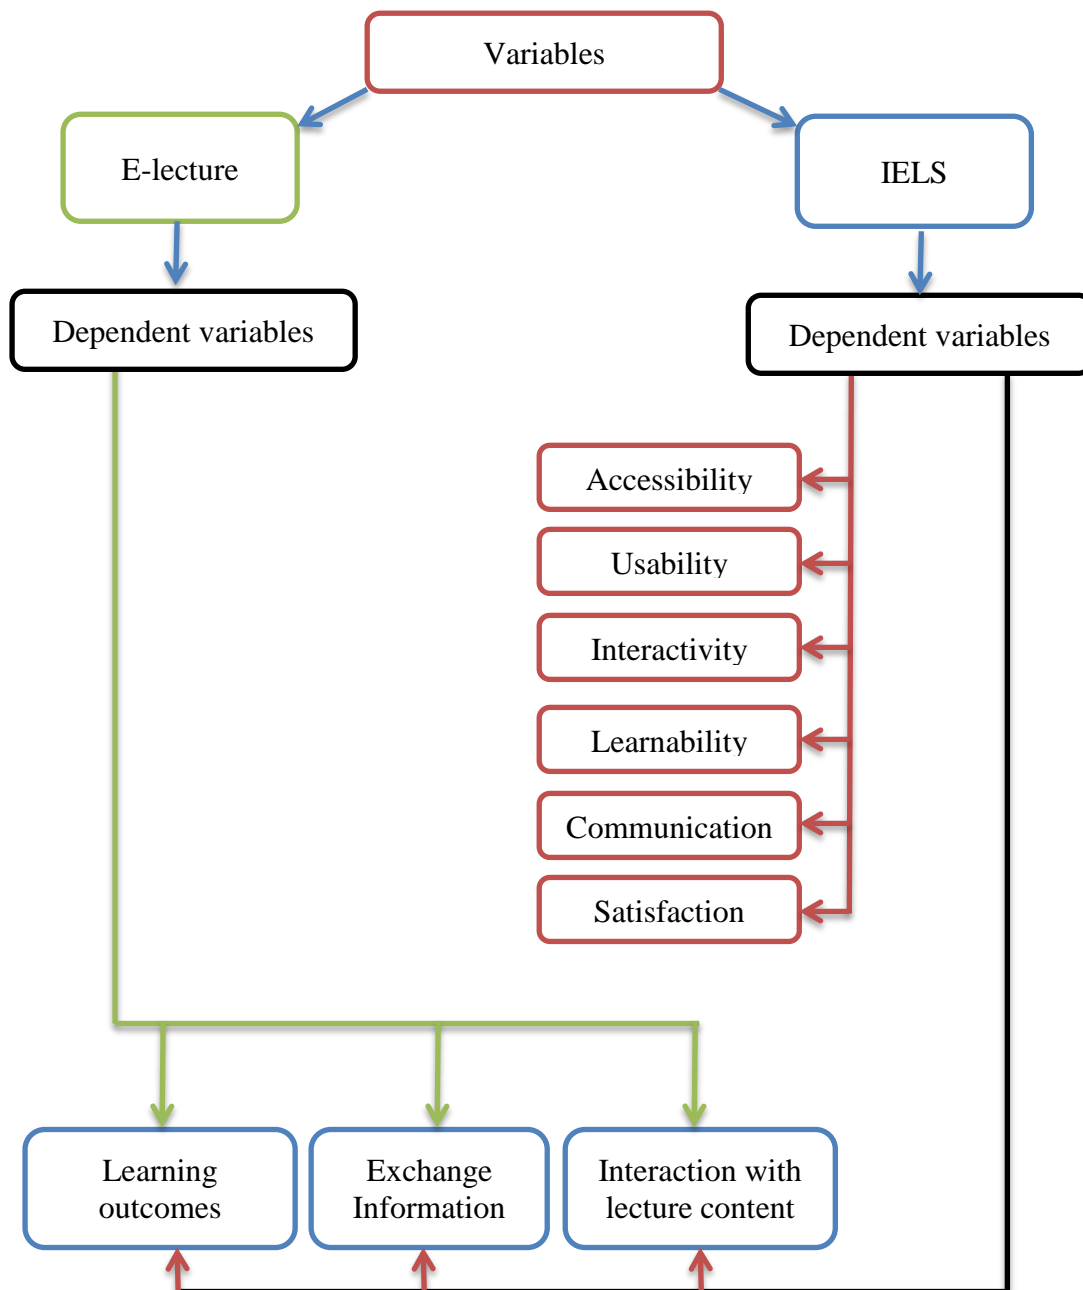 Variables
E-lecture
IELS
Dependent variables
Dependent variables
Accessibility
Usability
Interactivity
Learnability
Communication
Satisfaction
Learning
outcomes
Exchange
Information
Interaction with
lecture content